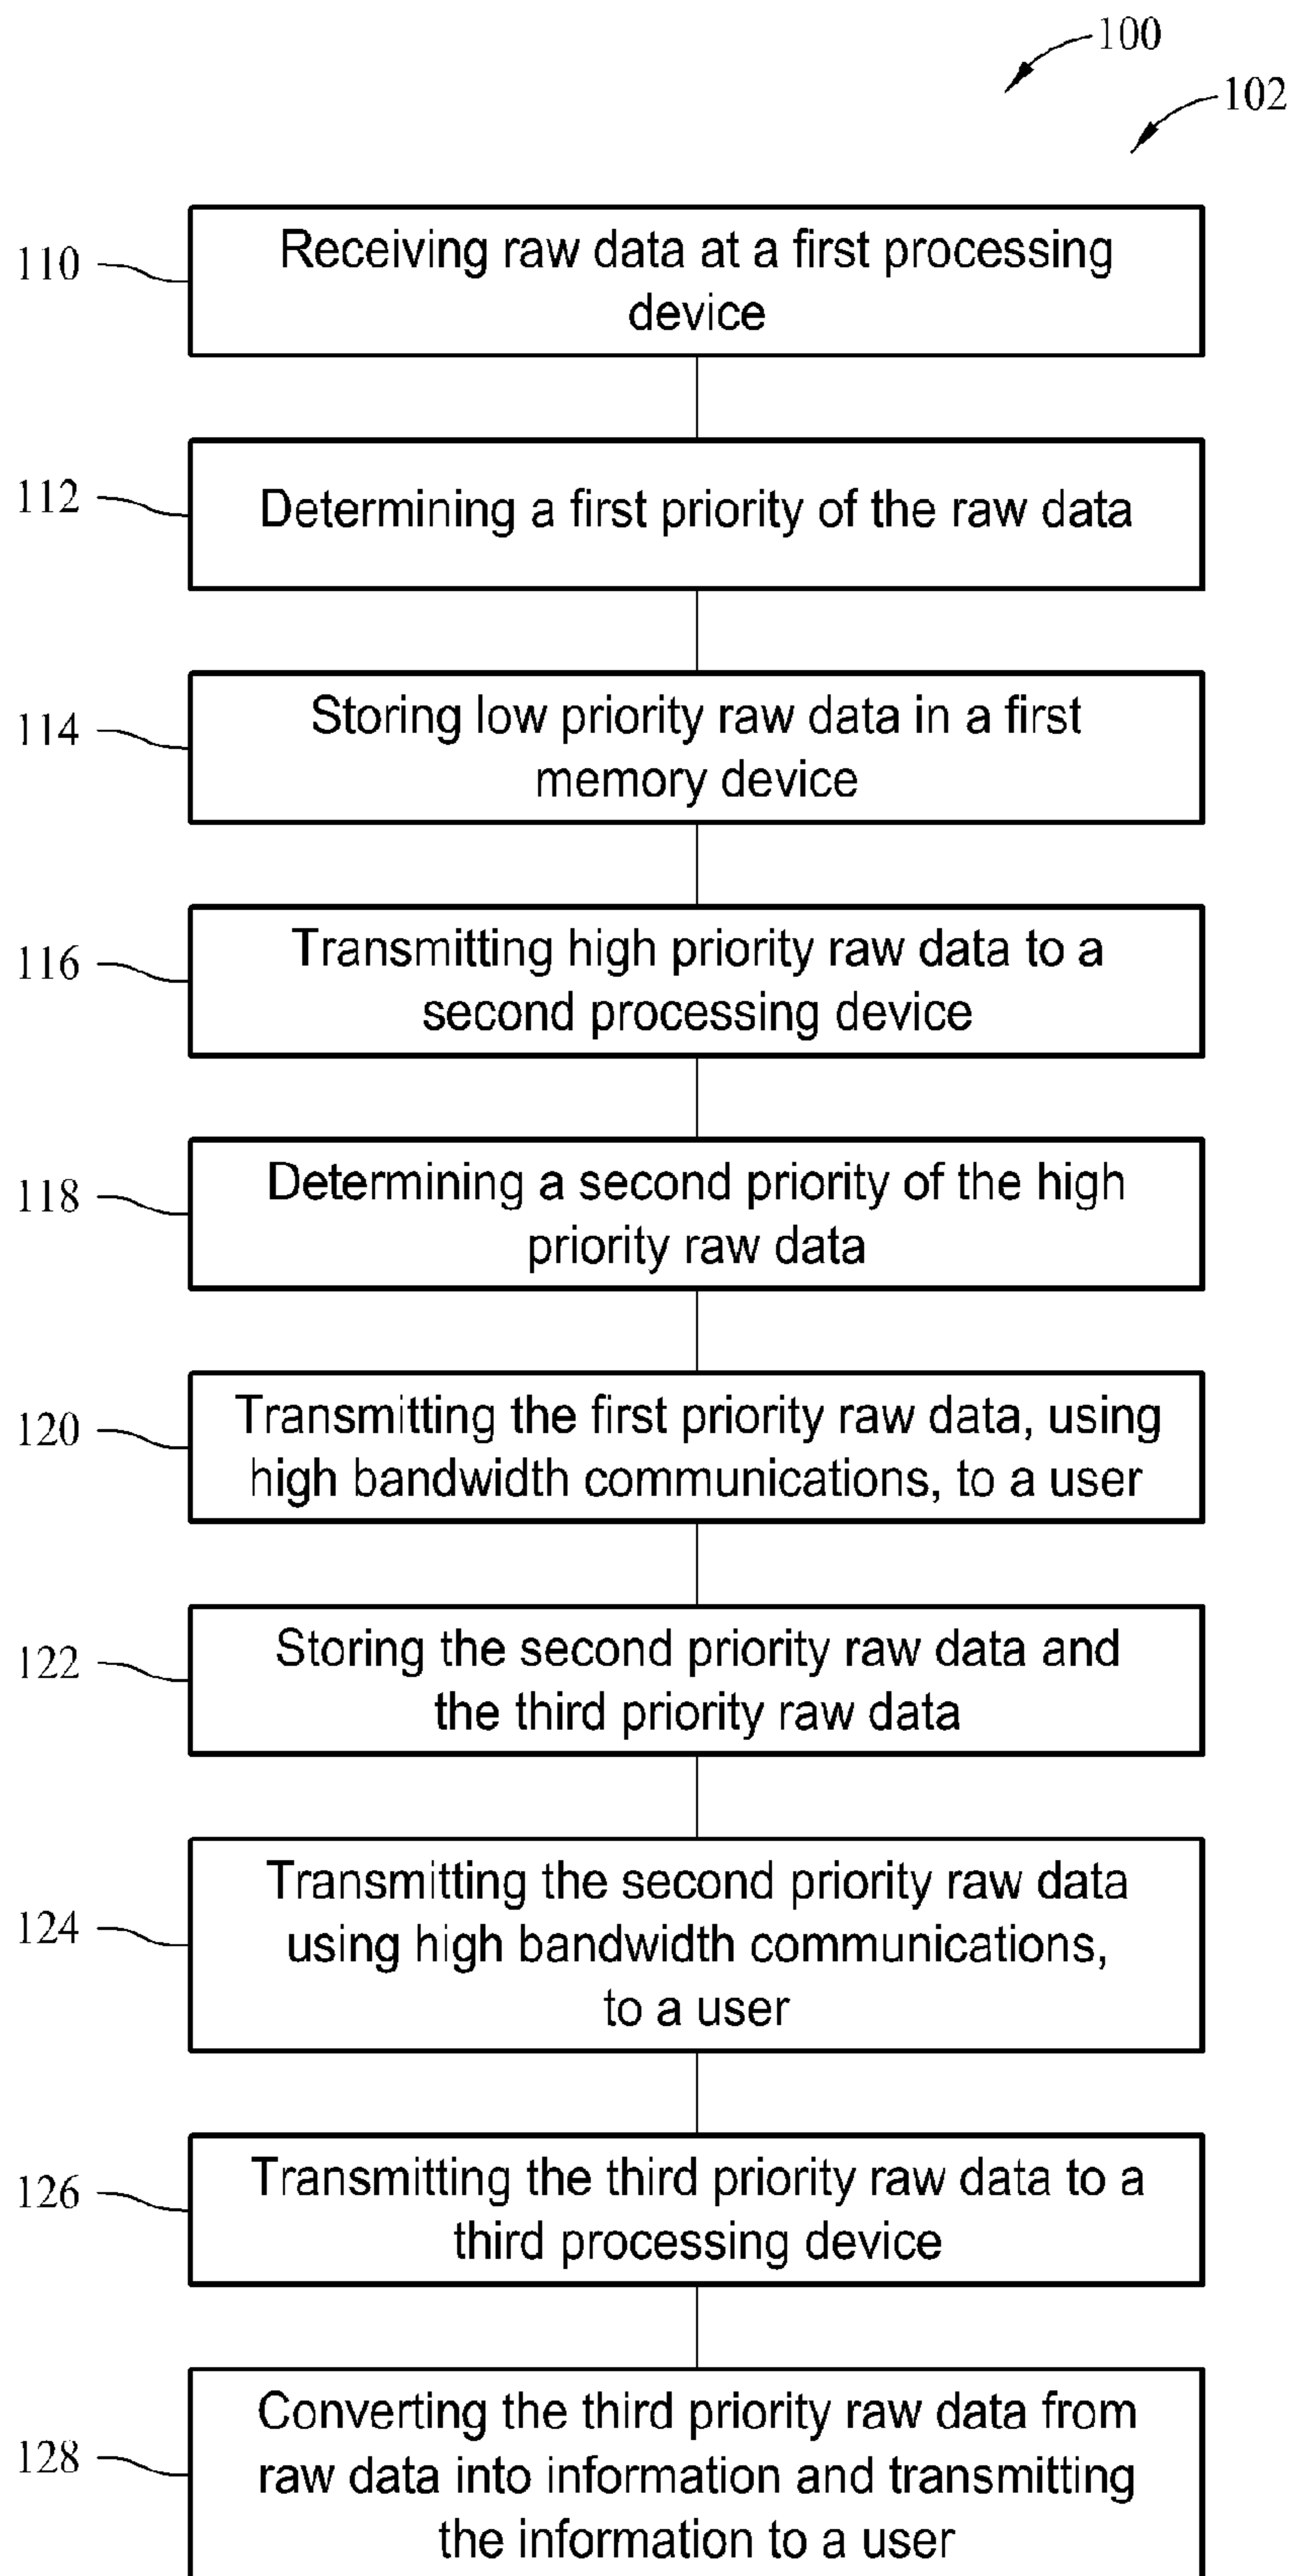 100
102
110
Receiving raw data at a first processing
device
112
Determining a first priority of the raw data
114
Storing low priority raw data in a first
memory device
116
Transmitting high priority raw data to a
second processing device
118
Determining a second priority of the high
priority raw data
120
Transmitting the first priority raw data, using
high bandwidth communications, to a user
122
Storing the second priority raw data and
the third priority raw data
124
Transmitting the second priority raw data
using high bandwidth communications,
to a user
126
Transmitting the third priority raw data to a
third processing device
128
Converting the third priority raw data from
raw data into information and transmitting
the information to a user